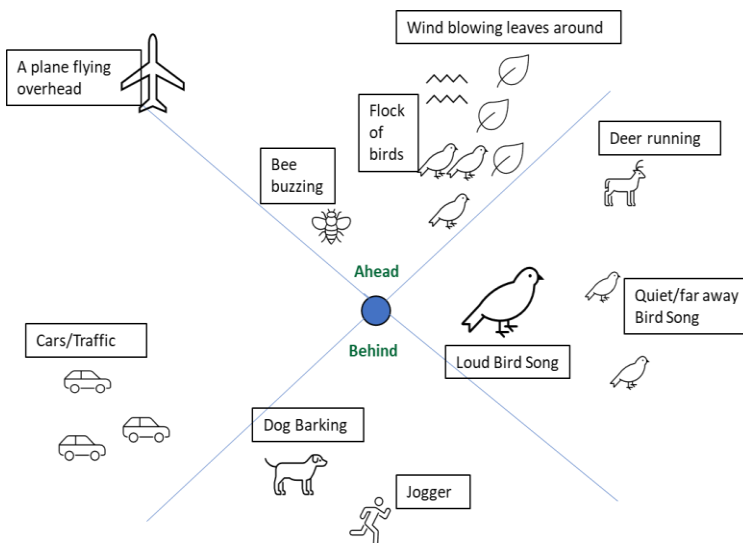 Wind blowing leaves around
A plane flying
overhead
Flock
of
birds
Deer running
Bee
buzzing
Ahead
Quiet/far away
Bird Song
Cars/Traffic
Behind
Loud Bird Song
Dog Barking
Jogger